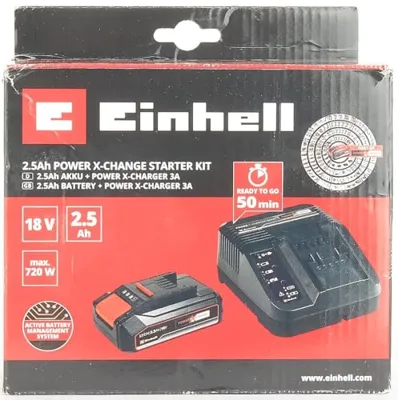 Einhell
2.5Ah POWER X-CHANGE STARTER KIT
D 2.5Ah AKKU + POWER X-CHARGER 3A
GB 2.5Ah BATTERY + POWER X-CHARGER 3A
READY TO GO
50 min
18 V
2.5
Ah
max.
720 W
ACTIVE BATTERY
MANAGEMENT
SYSTEM
Einhell
www.einhell.com